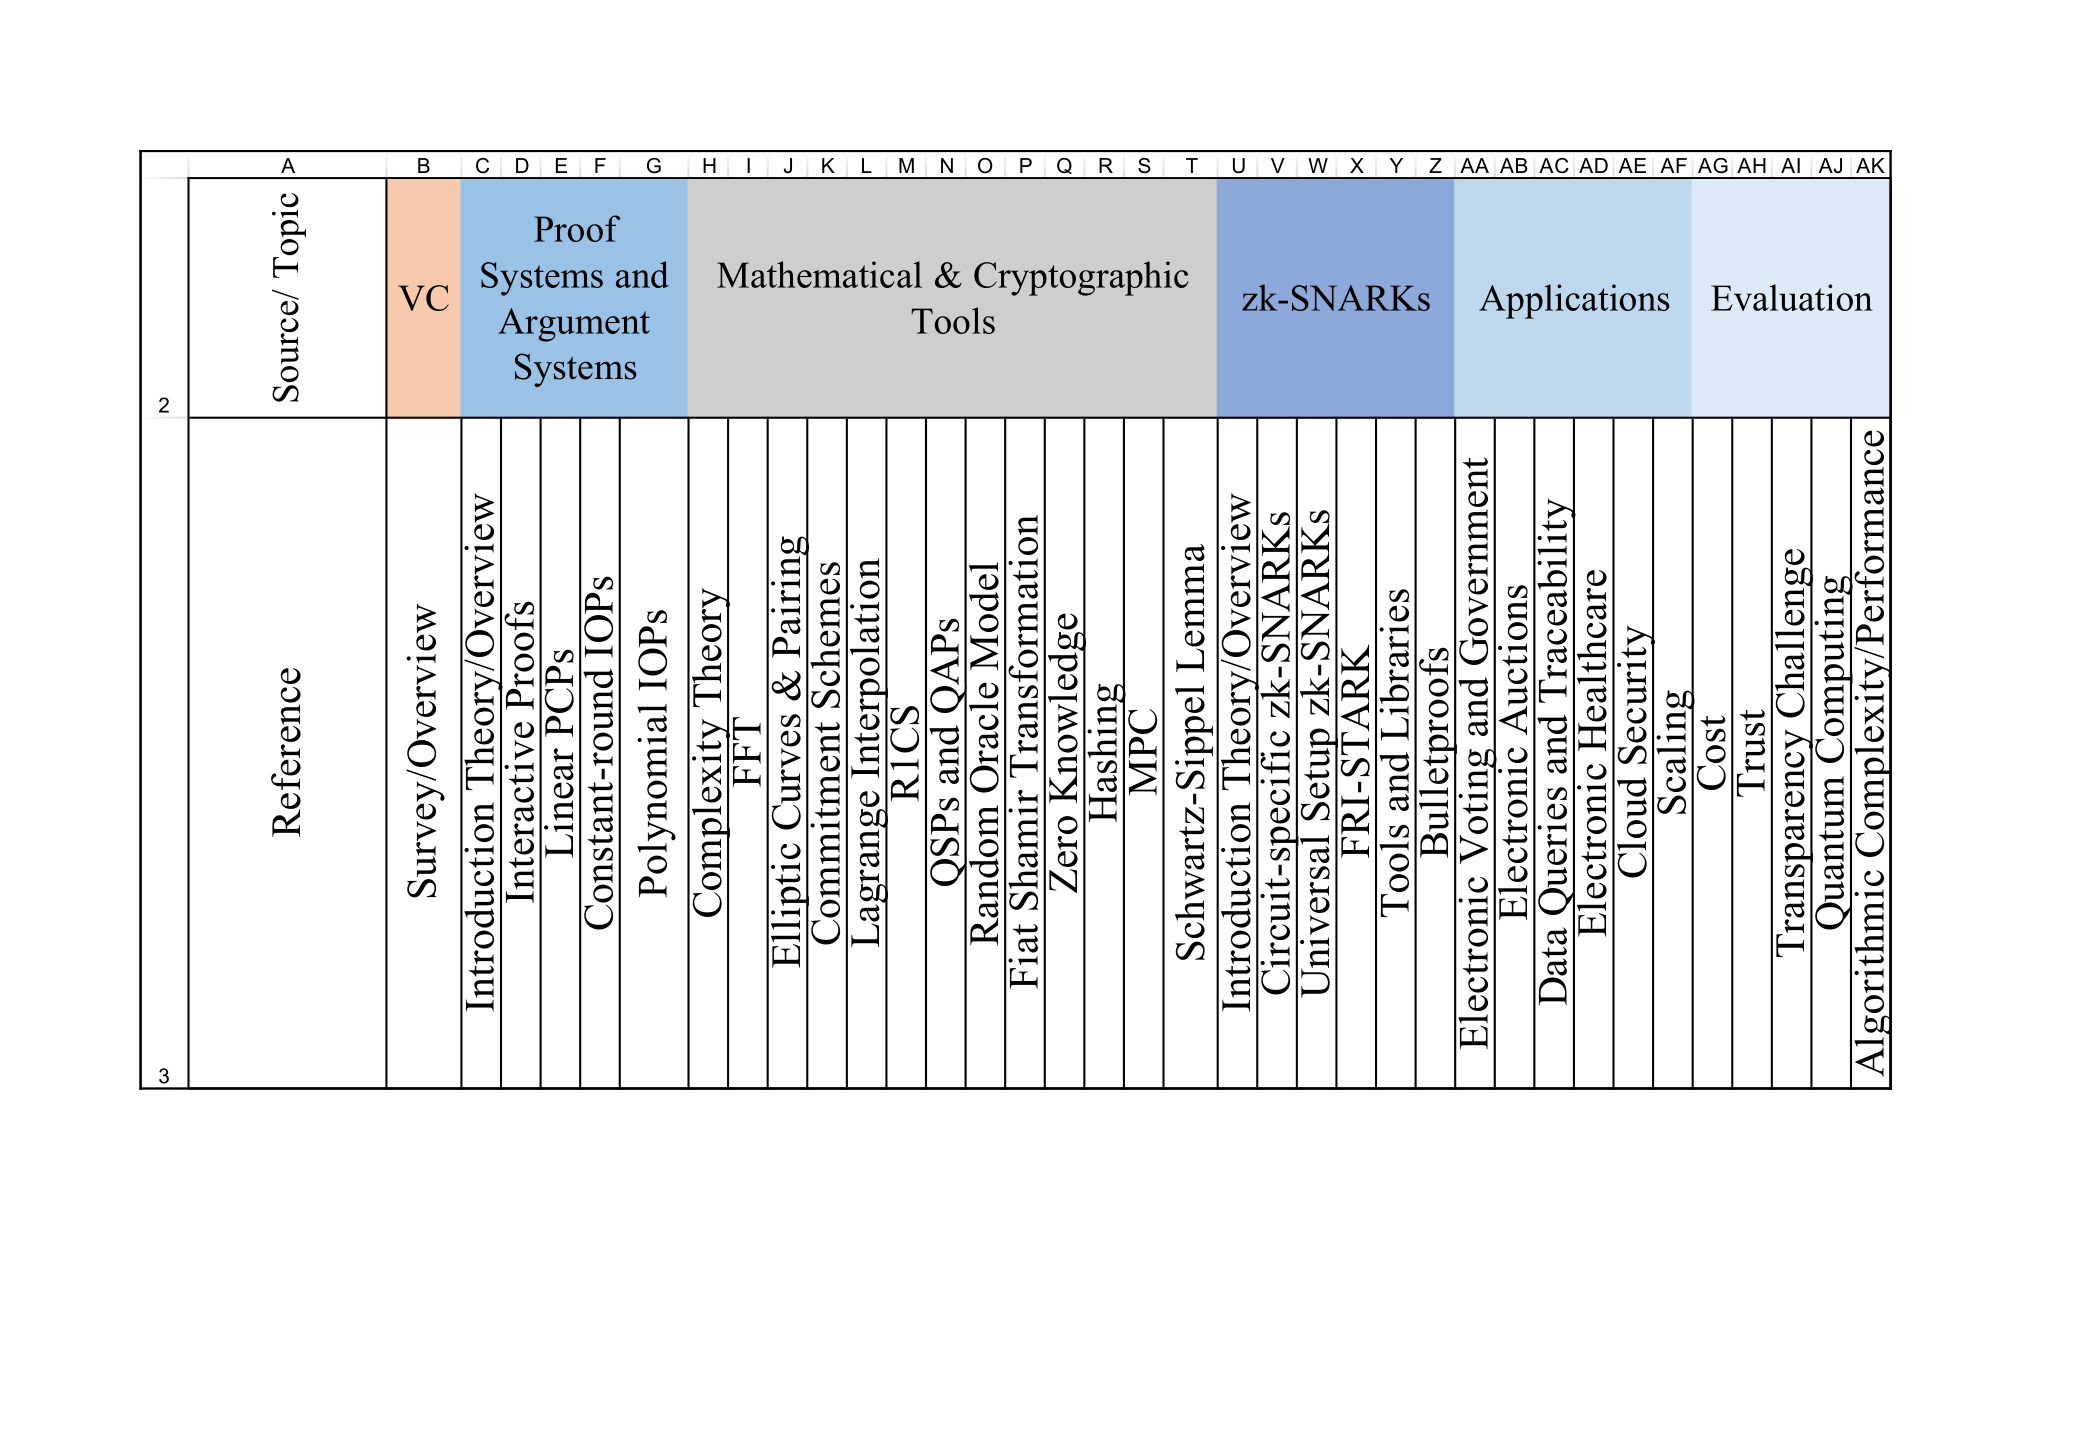 A B C D E F G H I J K L M N O P Q R S T U V W X Y Z AA AB AC AD AE AF AG AH AI AJ AK
2
Source/ Topic
VC
Proof
Systems and
Argument
Systems
Mathematical & Cryptographic
Tools
zk-SNARKs
Applications
Evaluation
3
Reference
Survey/Overview
Introduction Theory/Overview
Interactive Proofs
Linear PCPs
Constant-round IOPs
Polynomial IOPs
Complexity Theory
FFT
Elliptic Curves & Pairing
Commitment Schemes
Lagrange Interpolation
R1CS
QSPs and QAPs
Random Oracle Model
Fiat Shamir Transformation
Zero Knowledge
Hashing
MPC
Schwartz-Sippel Lemma
Introduction Theory/Overview
Circuit-specific zk-SNARKs
Universal Setup zk-SNARKs
FRI-STARK
Tools and Libraries
Bulletproofs
Electronic Voting and Government
Electronic Auctions
Data Queries and Traceability
Electronic Healthcare
Cloud Security
Scaling
Cost
Trust
Transparency Challenge
Quantum Computing
Algorithmic Complexity/Performance